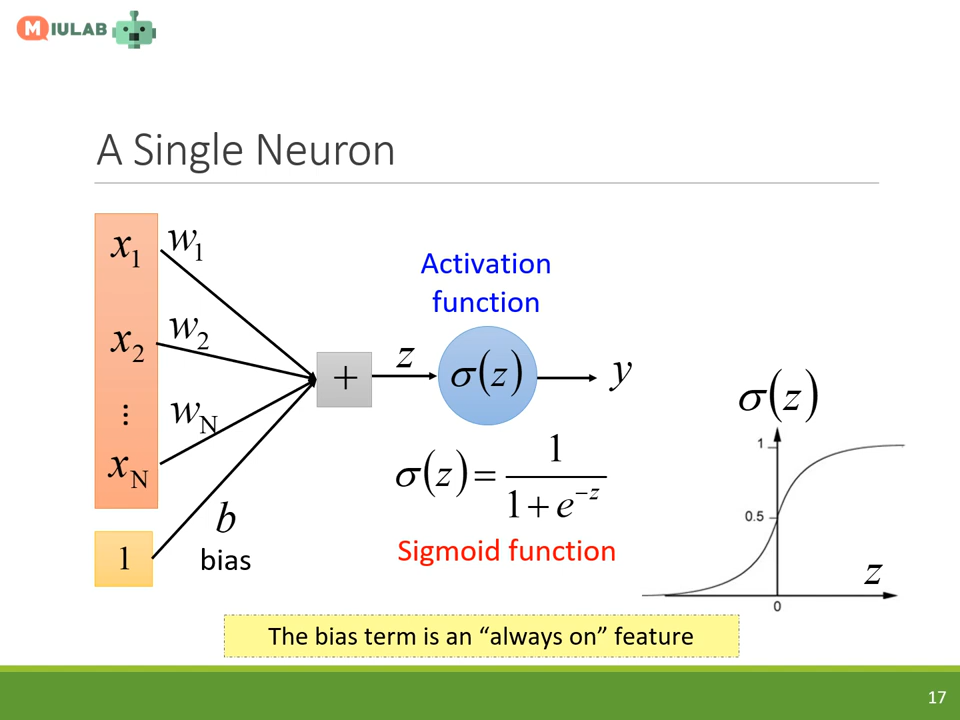 MIULAB
A Single Neuron
x₁ w₁
Activation
function
x₂ w₂
+ z σ(z) y
⋮ w_N
x_N
σ(z) = 1 / (1 + e^{−z})
σ(z)
1
0.5
z
0
b
1
bias
Sigmoid function
The bias term is an “always on” feature
17